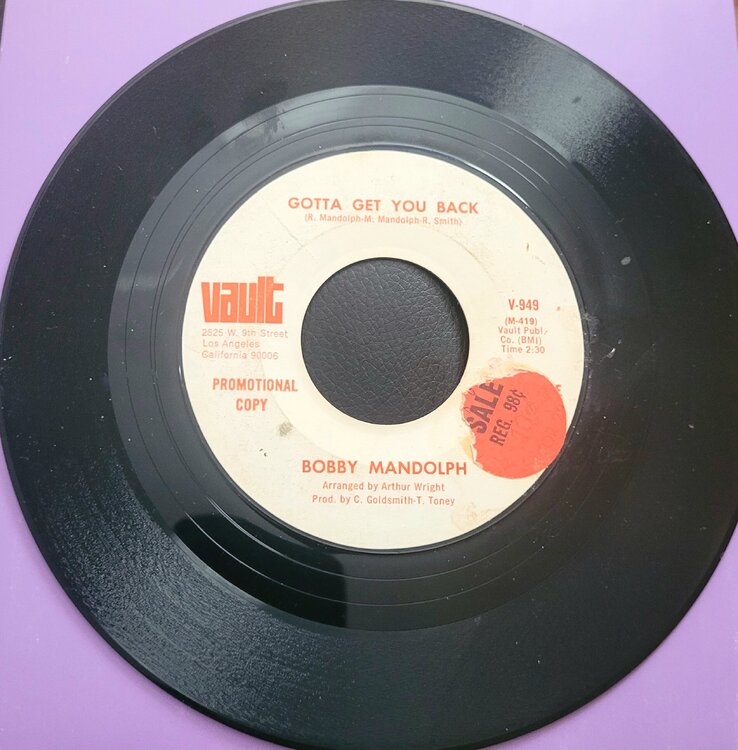 GOTTA GET YOU BACK
(R. Mandolph-M: Mandolph-R. Smith)
vault
2525 W. 9th Street
Los Angeles
California 90006
PROMOTIONAL
COPY
V-949
(M-419)
Vault Publ.
Co. (BMI)
Time 2:30
SALE
REG. 98¢
BOBBY MANDOLPH
Arranged by Arthur Wright
Prod. by C. Goldsmith-T. Toney